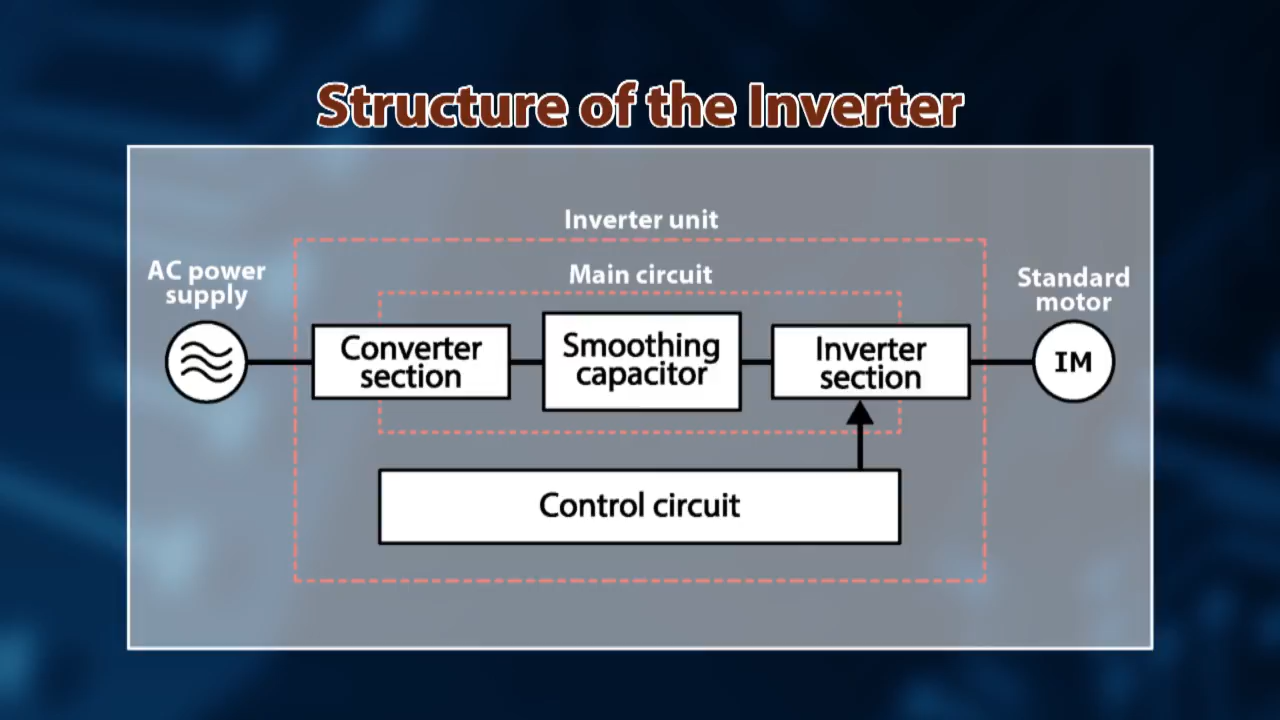 Structure of the Inverter
Inverter unit
Main circuit
AC power
supply
Converter
section
Smoothing
capacitor
Inverter
section
Standard
motor
IM
Control circuit